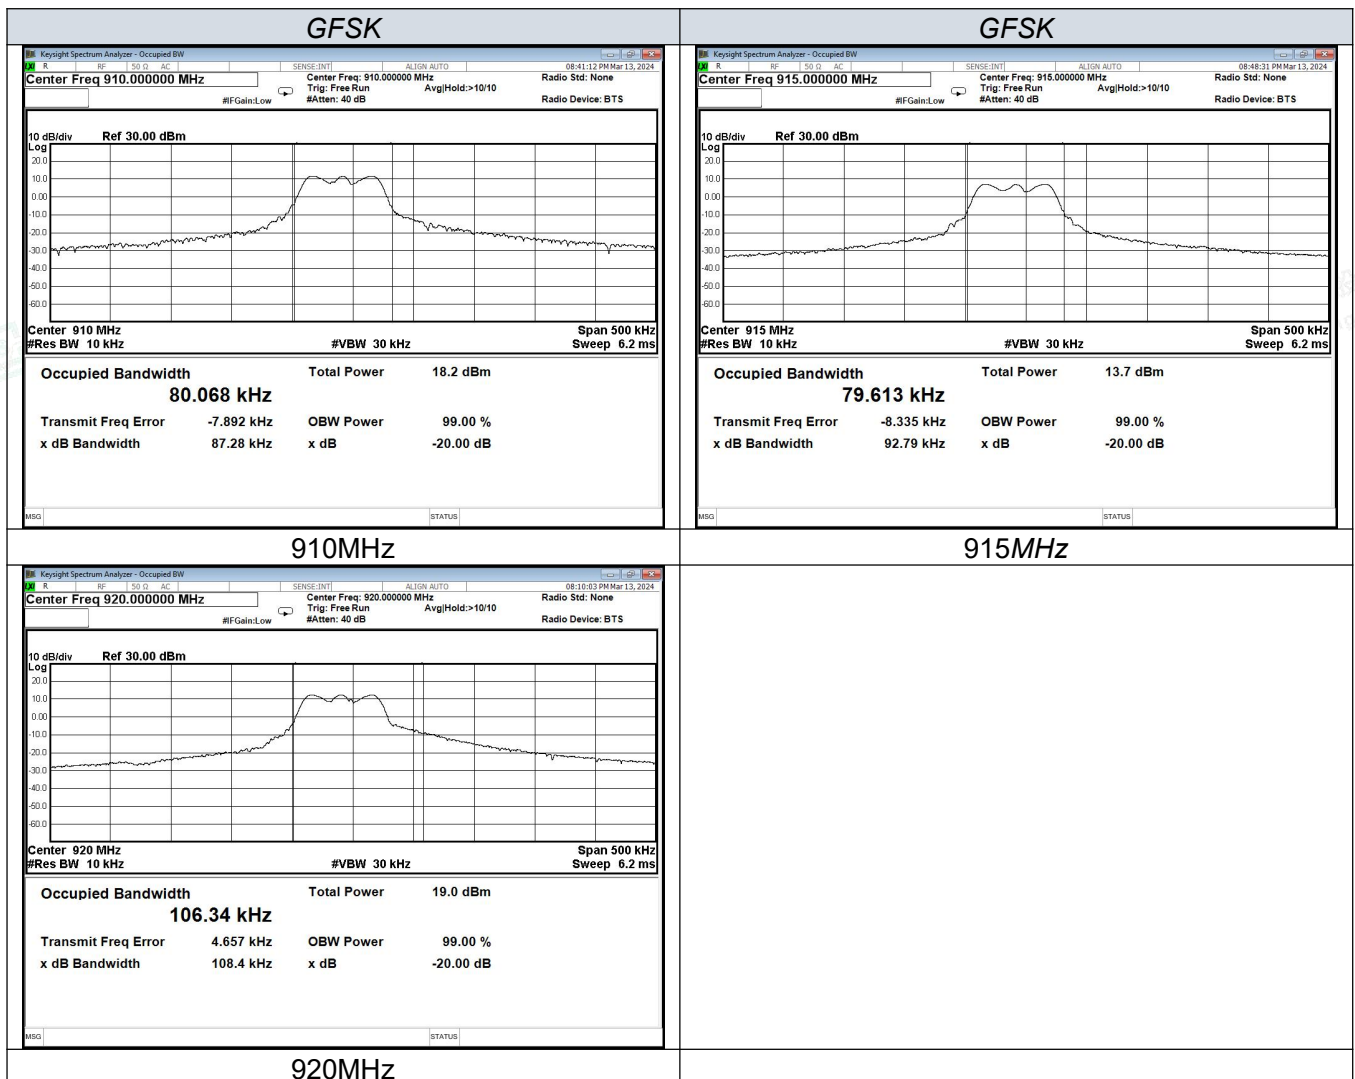 GFSK GFSK
Keysight Spectrum Analyzer - Occupied BW
LXI R RF 50 Ω AC SENSE:INT ALIGN AUTO 08:41:12 PM Mar 13, 2024
Center Freq 910.000000 MHz Center Freq: 910.000000 MHz Radio Std: None
Trig: Free Run Avg|Hold:>10/10
#IFGain:Low #Atten: 40 dB Radio Device: BTS
10 dB/div Ref 30.00 dBm
Log
20.0
10.0
0.00
-10.0
-20.0
-30.0
-40.0
-50.0
-60.0
Center 910 MHz Span 500 kHz
#Res BW 10 kHz #VBW 30 kHz Sweep 6.2 ms
Occupied Bandwidth Total Power 18.2 dBm
80.068 kHz
Transmit Freq Error -7.892 kHz OBW Power 99.00 %
x dB Bandwidth 87.28 kHz x dB -20.00 dB
MSG STATUS
Keysight Spectrum Analyzer - Occupied BW
LXI R RF 50 Ω AC SENSE:INT ALIGN AUTO 08:48:31 PM Mar 13, 2024
Center Freq 915.000000 MHz Center Freq: 915.000000 MHz Radio Std: None
Trig: Free Run Avg|Hold:>10/10
#IFGain:Low #Atten: 40 dB Radio Device: BTS
10 dB/div Ref 30.00 dBm
Log
20.0
10.0
0.00
-10.0
-20.0
-30.0
-40.0
-50.0
-60.0
Center 915 MHz Span 500 kHz
#Res BW 10 kHz #VBW 30 kHz Sweep 6.2 ms
Occupied Bandwidth Total Power 13.7 dBm
79.613 kHz
Transmit Freq Error -8.335 kHz OBW Power 99.00 %
x dB Bandwidth 92.79 kHz x dB -20.00 dB
MSG STATUS
910MHz 915MHz
Keysight Spectrum Analyzer - Occupied BW
LXI R RF 50 Ω AC SENSE:INT ALIGN AUTO 08:10:03 PM Mar 13, 2024
Center Freq 920.000000 MHz Center Freq: 920.000000 MHz Radio Std: None
Trig: Free Run Avg|Hold:>10/10
#IFGain:Low #Atten: 40 dB Radio Device: BTS
10 dB/div Ref 30.00 dBm
Log
20.0
10.0
0.00
-10.0
-20.0
-30.0
-40.0
-50.0
-60.0
Center 920 MHz Span 500 kHz
#Res BW 10 kHz #VBW 30 kHz Sweep 6.2 ms
Occupied Bandwidth Total Power 19.0 dBm
106.34 kHz
Transmit Freq Error 4.657 kHz OBW Power 99.00 %
x dB Bandwidth 108.4 kHz x dB -20.00 dB
MSG STATUS
920MHz